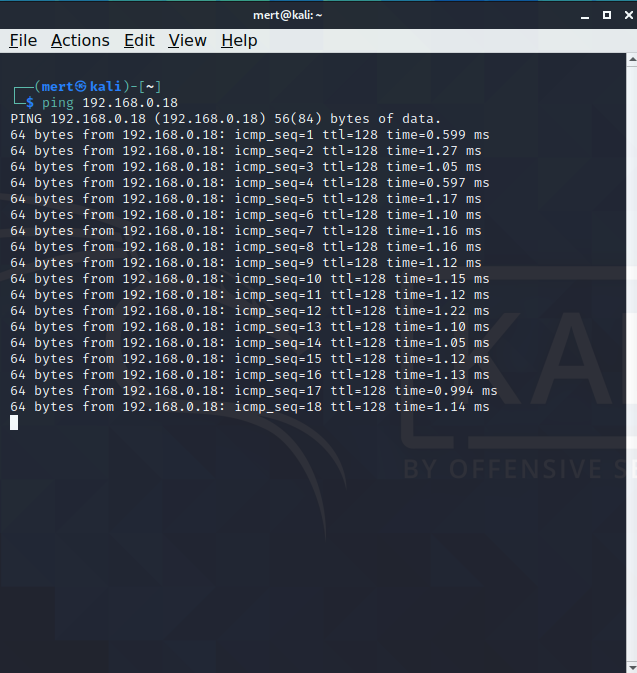 mert@kali: ~
File Actions Edit View Help
┌──(mert㉿kali)-[~]
└─$ ping 192.168.0.18
PING 192.168.0.18 (192.168.0.18) 56(84) bytes of data.
64 bytes from 192.168.0.18: icmp_seq=1 ttl=128 time=0.599 ms
64 bytes from 192.168.0.18: icmp_seq=2 ttl=128 time=1.27 ms
64 bytes from 192.168.0.18: icmp_seq=3 ttl=128 time=1.05 ms
64 bytes from 192.168.0.18: icmp_seq=4 ttl=128 time=0.597 ms
64 bytes from 192.168.0.18: icmp_seq=5 ttl=128 time=1.17 ms
64 bytes from 192.168.0.18: icmp_seq=6 ttl=128 time=1.10 ms
64 bytes from 192.168.0.18: icmp_seq=7 ttl=128 time=1.16 ms
64 bytes from 192.168.0.18: icmp_seq=8 ttl=128 time=1.16 ms
64 bytes from 192.168.0.18: icmp_seq=9 ttl=128 time=1.12 ms
64 bytes from 192.168.0.18: icmp_seq=10 ttl=128 time=1.15 ms
64 bytes from 192.168.0.18: icmp_seq=11 ttl=128 time=1.12 ms
64 bytes from 192.168.0.18: icmp_seq=12 ttl=128 time=1.22 ms
64 bytes from 192.168.0.18: icmp_seq=13 ttl=128 time=1.10 ms
64 bytes from 192.168.0.18: icmp_seq=14 ttl=128 time=1.05 ms
64 bytes from 192.168.0.18: icmp_seq=15 ttl=128 time=1.12 ms
64 bytes from 192.168.0.18: icmp_seq=16 ttl=128 time=1.13 ms
64 bytes from 192.168.0.18: icmp_seq=17 ttl=128 time=0.994 ms
64 bytes from 192.168.0.18: icmp_seq=18 ttl=128 time=1.14 ms
KAL
BY OFFENSIVE SE